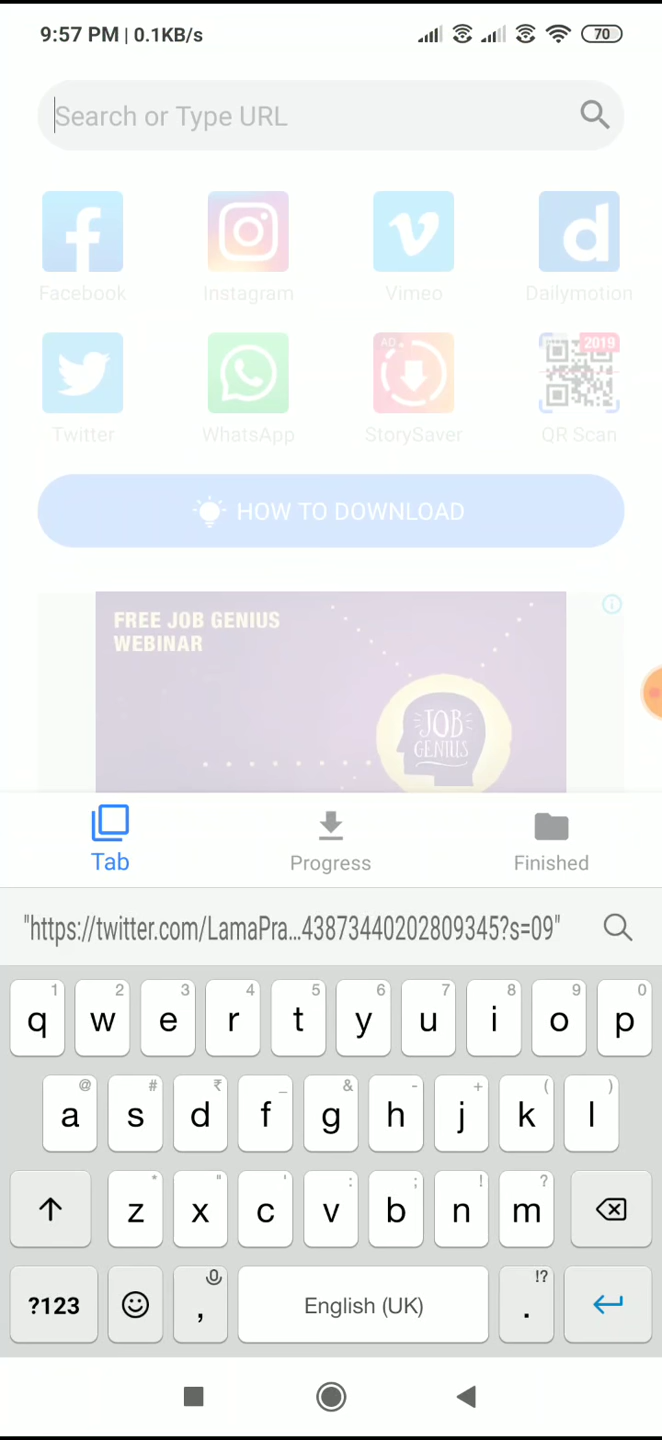 9:57 PM | 0.1KB/s
70
Search or Type URL
Facebook Instagram Vimeo Dailymotion
AD
2019
Twitter WhatsApp StorySaver QR Scan
HOW TO DOWNLOAD
FREE JOB GENIUS
WEBINAR
JOB
GENIUS
Tab Progress Finished
"https://twitter.com/LamaPra...43873440202809345?s=09"
1 2 3 4 5 6 7 8 9 0
q w e r t y u i o p
@ # ₹ _ & - + ( )
a s d f g h j k l
* " ' : ; ! ?
z x c v b n m
!?
?123 , English (UK) .